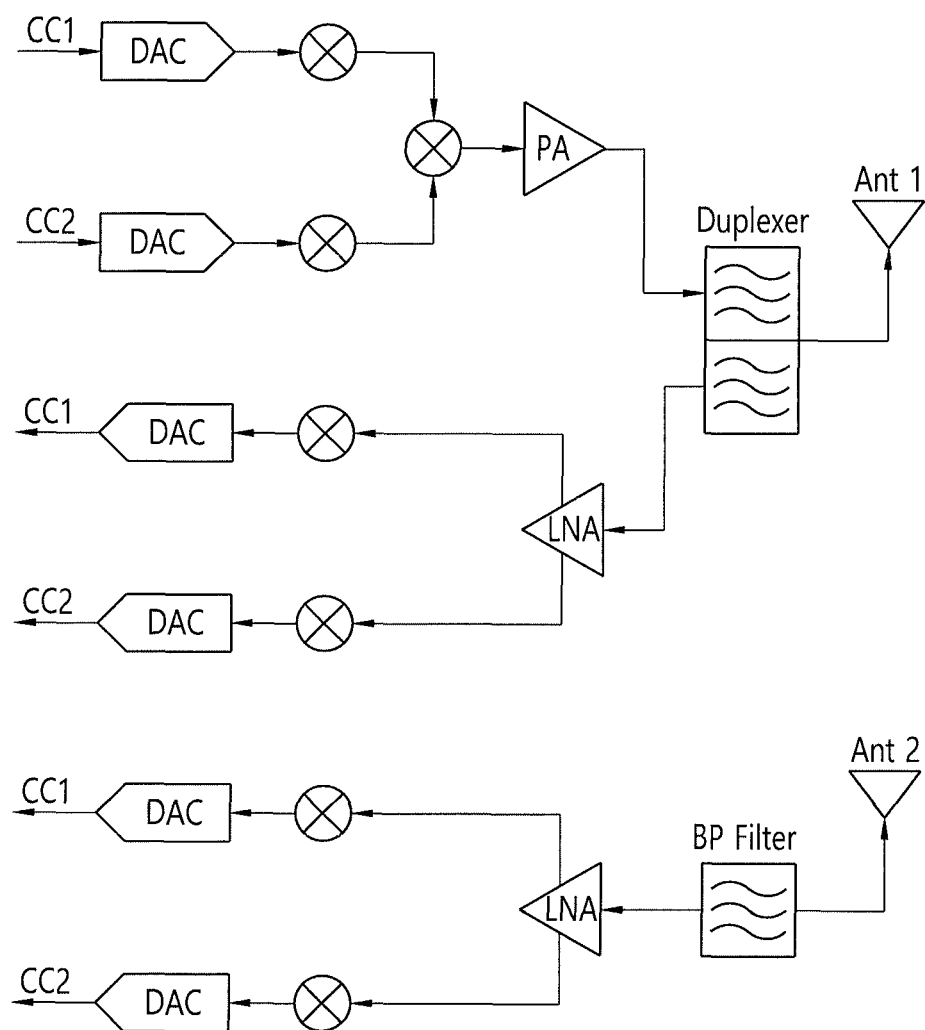 CC1
DAC
PA
Ant 1
CC2
DAC
Duplexer
CC1
DAC
LNA
CC2
DAC
Ant 2
CC1
DAC
BP Filter
LNA
CC2
DAC